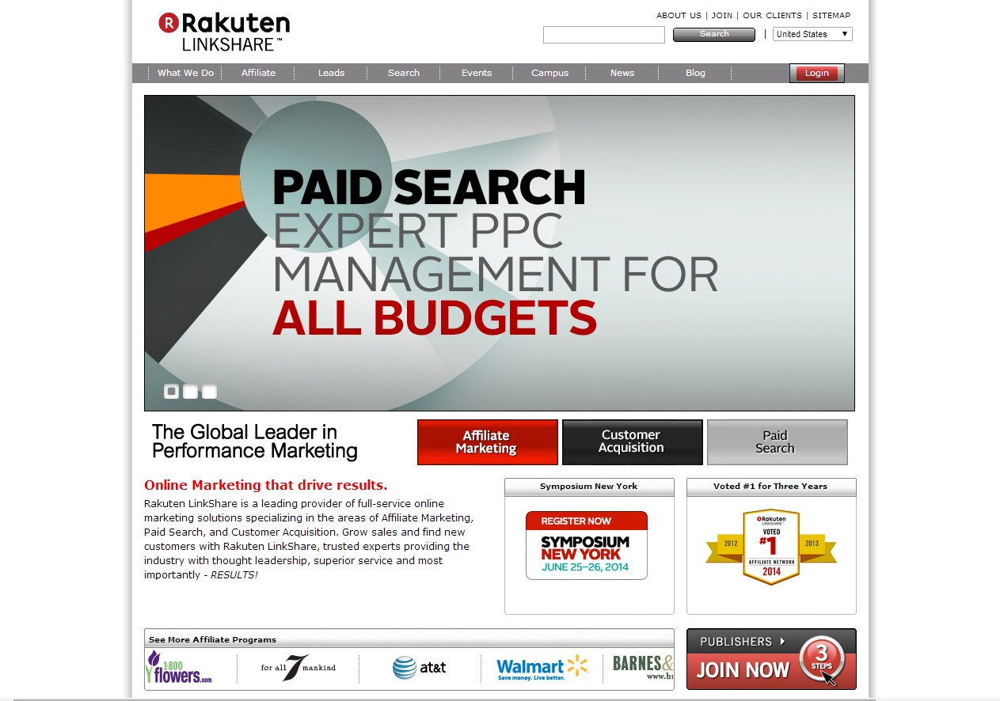 R Rakuten
LINKSHARE™
ABOUT US | JOIN | OUR CLIENTS | SITEMAP
Search | United States
What We Do Affiliate Leads Search Events Campus News Blog Login
PAID SEARCH
EXPERT PPC
MANAGEMENT FOR
ALL BUDGETS
The Global Leader in
Performance Marketing
Affiliate
Marketing
Customer
Acquisition
Paid
Search
Online Marketing that drive results.
Rakuten LinkShare is a leading provider of full-service online
marketing solutions specializing in the areas of Affiliate Marketing,
Paid Search, and Customer Acquisition. Grow sales and find new
customers with Rakuten LinkShare, trusted experts providing the
industry with thought leadership, superior service and most
importantly - RESULTS!
Symposium New York
REGISTER NOW
SYMPOSIUM
NEW YORK
JUNE 25–26, 2014
Voted #1 for Three Years
Rakuten
LINKSHARE
VOTED
2012 #1 2013
AFFILIATE NETWORK
2014
See More Affiliate Programs
1·800
flowers.com
for all 7 mankind
at&t
Walmart
Save money. Live better.
BARNES&
www.b
PUBLISHERS
JOIN NOW
3
STEPS